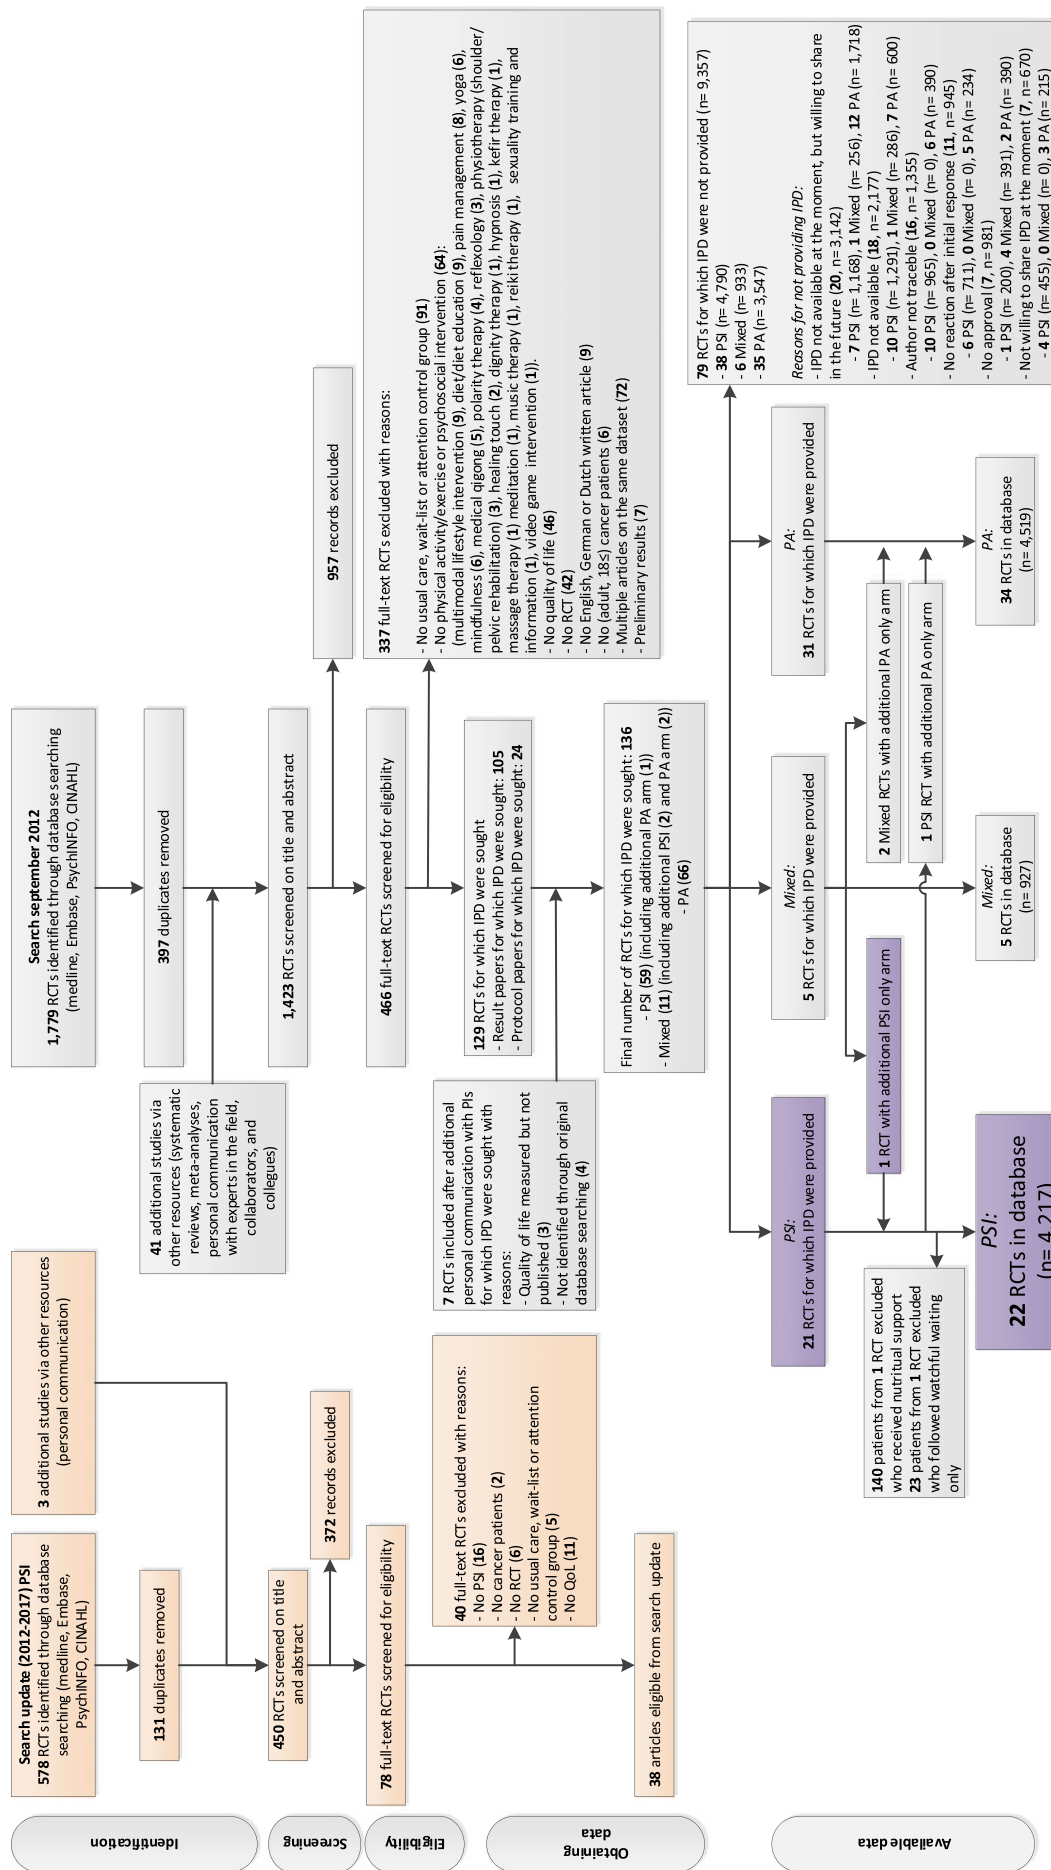 Search update (2012-2017) PSI
578 RCTs identified through database
searching (medline, Embase,
PsychINFO, CINAHL)
3 additional studies via other resources
(personal communication)
131 duplicates removed
450 RCTs screened on title
and abstract
372 records excluded
78 full-text RCTs screened for eligibility
40 full-text RCTs excluded with reasons:
- No PSI (16)
- No cancer patients (2)
- No RCT (6)
- No usual care, wait-list or attention
control group (5)
- No QoL (11)
38 articles eligible from search update
Search september 2012
1,779 RCTs identified through database searching
(medline, Embase, PsychINFO, CINAHL)
397 duplicates removed
41 additional studies via
other resources (systematic
reviews, meta-analyses,
personal communication
with experts in the field,
collaborators, and
collegues)
1,423 RCTs screened on title and abstract
957 records excluded
466 full-text RCTs screened for eligibility
337 full-text RCTs excluded with reasons:
- No usual care, wait-list or attention control group (91)
- No physical activity/exercise or psychosocial intervention (64):
(multimodal lifestyle intervention (9), diet/diet education (9), pain management (8), yoga (6),
mindfulness (6), medical qigong (5), polarity therapy (4), reflexology (3), physiotherapy (shoulder/
pelvic rehabilitation) (3), healing touch (2), dignity therapy (1), hypnosis (1), kefir therapy (1),
massage therapy (1) meditation (1), music therapy (1), reiki therapy (1), sexuality training and
information (1), video game intervention (1)).
- No quality of life (46)
- No RCT (42)
- No English, German or Dutch written article (9)
- No (adult, 18≤) cancer patients (6)
- Multiple articles on the same dataset (72)
- Preliminary results (7)
129 RCTs for which IPD were sought
- Result papers for which IPD were sought: 105
- Protocol papers for which IPD were sought: 24
7 RCTs included after additional
personal communication with PIs
for which IPD were sought with
reasons:
- Quality of life measured but not
published (3)
- Not identified through original
database searching (4)
Final number of RCTs for which IPD were sought: 136
- PSI (59) (including additional PA arm (1))
- Mixed (11) (including additional PSI (2) and PA arm (2))
- PA (66)
79 RCTs for which IPD were not provided (n= 9,357)
- 38 PSI (n= 4,790)
- 6 Mixed (n= 933)
- 35 PA (n= 3,547)
Reasons for not providing IPD:
- IPD not available at the moment, but willing to share
in the future (20, n= 3,142)
- 7 PSI (n= 1,168), 1 Mixed (n= 256), 12 PA (n= 1,718)
- IPD not available (18, n= 2,177)
- 10 PSI (n= 1,291), 1 Mixed (n= 286), 7 PA (n= 600)
- Author not traceble (16, n= 1,355)
- 10 PSI (n= 965), 0 Mixed (n= 0), 6 PA (n= 390)
- No reaction after initial response (11, n= 945)
- 6 PSI (n= 711), 0 Mixed (n= 0), 5 PA (n= 234)
- No approval (7, n= 981)
- 1 PSI (n= 200), 4 Mixed (n= 391), 2 PA (n= 390)
- Not willing to share IPD at the moment (7, n= 670)
- 4 PSI (n= 455), 0 Mixed (n= 0), 3 PA (n= 215)
PSI:
21 RCTs for which IPD were provided
Mixed:
5 RCTs for which IPD were provided
PA:
31 RCTs for which IPD were provided
1 RCT with additional PSI only arm
2 Mixed RCTs with additional PA only arm
1 PSI RCT with additional PA only arm
140 patients from 1 RCT excluded
who received nutritual support
23 patients from 1 RCT excluded
who followed watchful waiting
only
PSI:
22 RCTs in database
(n= 4,217)
Mixed:
5 RCTs in database
(n= 927)
PA:
34 RCTs in database
(n= 4,519)
Identification
Screening
Eligibility
Obtaining
data
Available data